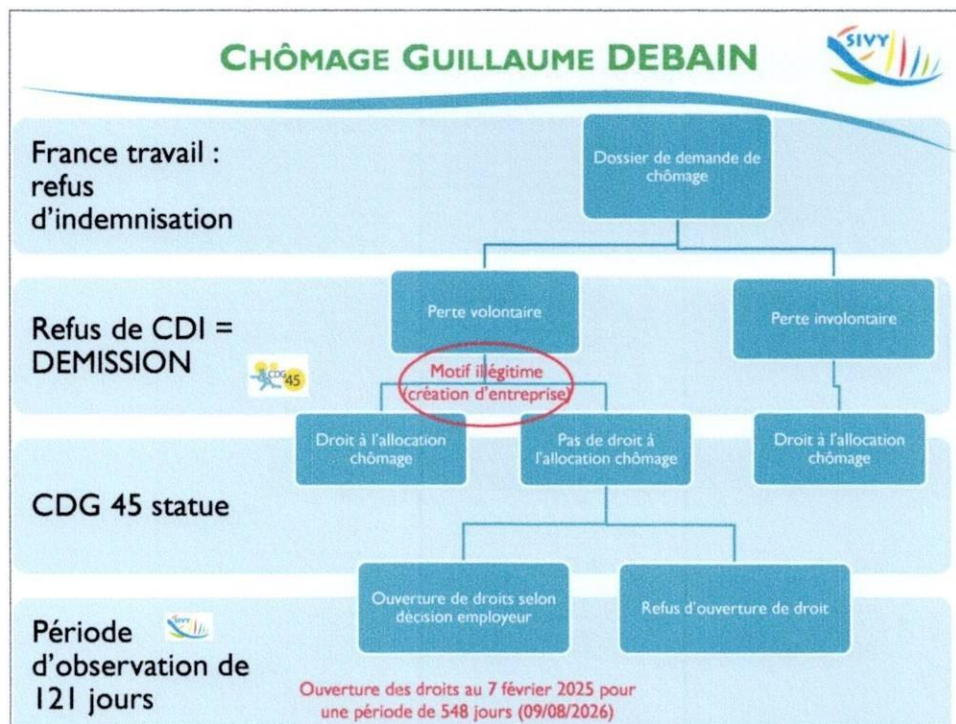 CHÔMAGE GUILLAUME DEBAIN
SIVY
France travail :
refus
d'indemnisation
Dossier de demande de
chômage
Perte volontaire
Perte involontaire
Refus de CDI =
DEMISSION
CDG 45
Motif illégitime
(création d'entreprise)
Droit à l'allocation
chômage
Pas de droit à
l'allocation chômage
Droit à l'allocation
chômage
CDG 45 statue
Ouverture de droits selon
décision employeur
Refus d'ouverture de droit
Période
d'observation de
121 jours
SIVY
Ouverture des droits au 7 février 2025 pour
une période de 548 jours (09/08/2026)